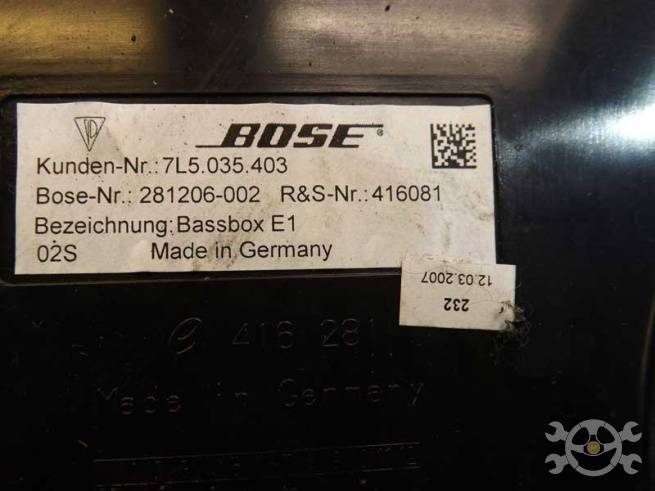 BOSE®
Kunden-Nr.: 7L5.035.403
Bose-Nr.: 281206-002 R&S-Nr.: 416081
Bezeichnung: Bassbox E1
02S Made in Germany
232
12.03.2007
416 281
Made in Germany